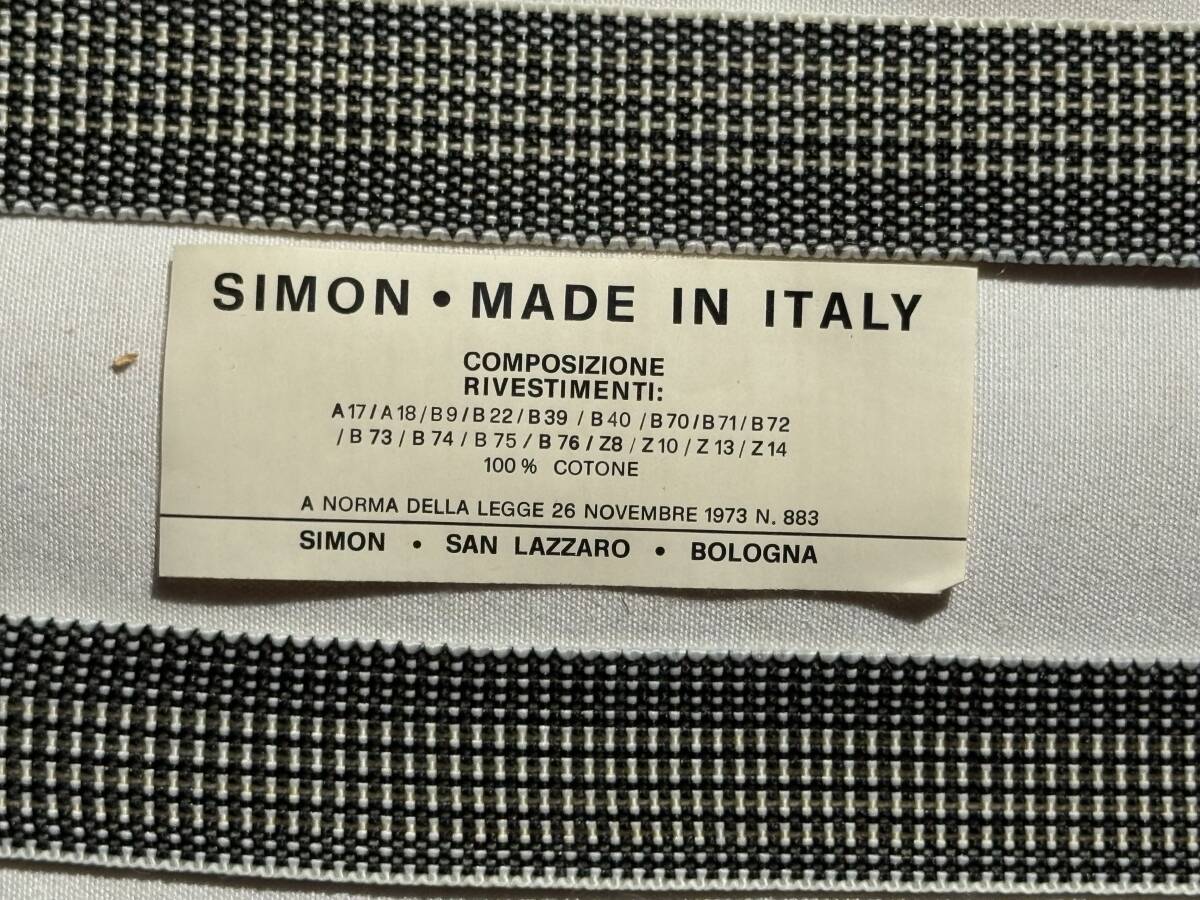 SIMON • MADE IN ITALY
COMPOSIZIONE
RIVESTIMENTI:
A 17 / A 18 / B 9 / B 22 / B 39 / B 40 / B 70 / B 71 / B 72
/ B 73 / B 74 / B 75 / B 76 / Z8 / Z 10 / Z 13 / Z 14
100 % COTONE
A NORMA DELLA LEGGE 26 NOVEMBRE 1973 N. 883
SIMON • SAN LAZZARO • BOLOGNA